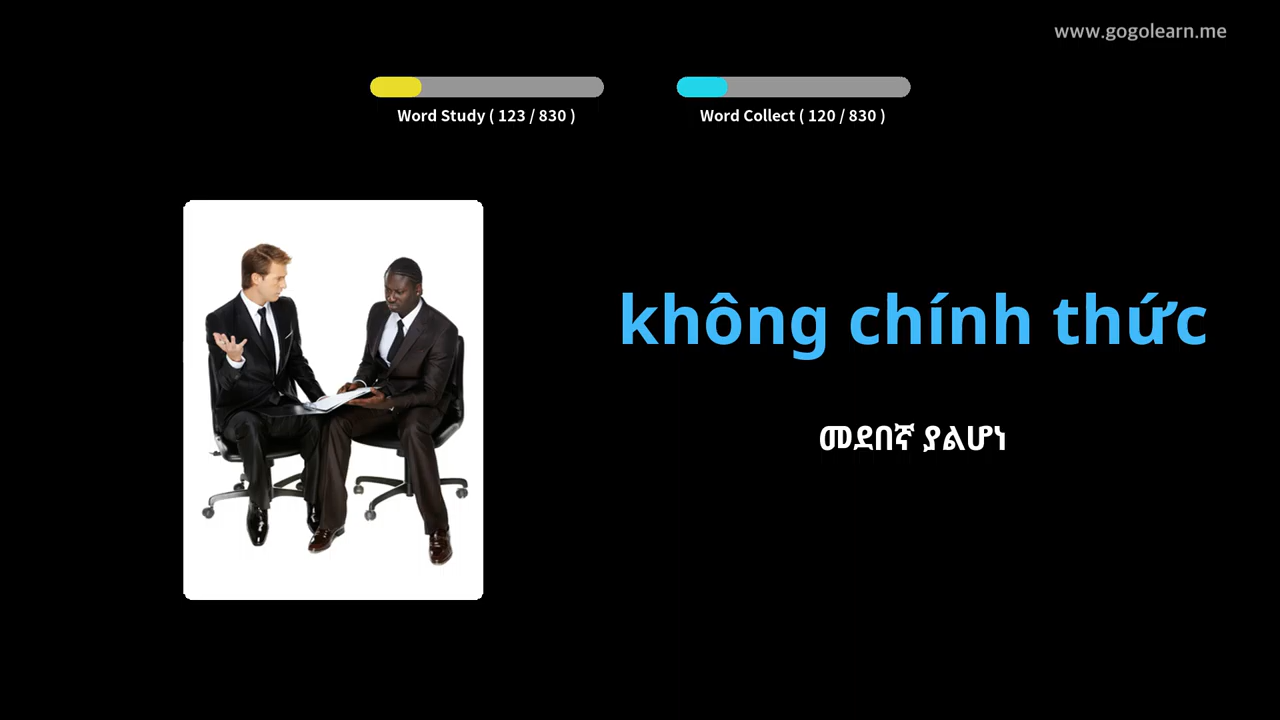 www.gogolearn.me
Word Study ( 123 / 830 )
Word Collect ( 120 / 830 )
không chính thức
መደበኛ ያልሆነ